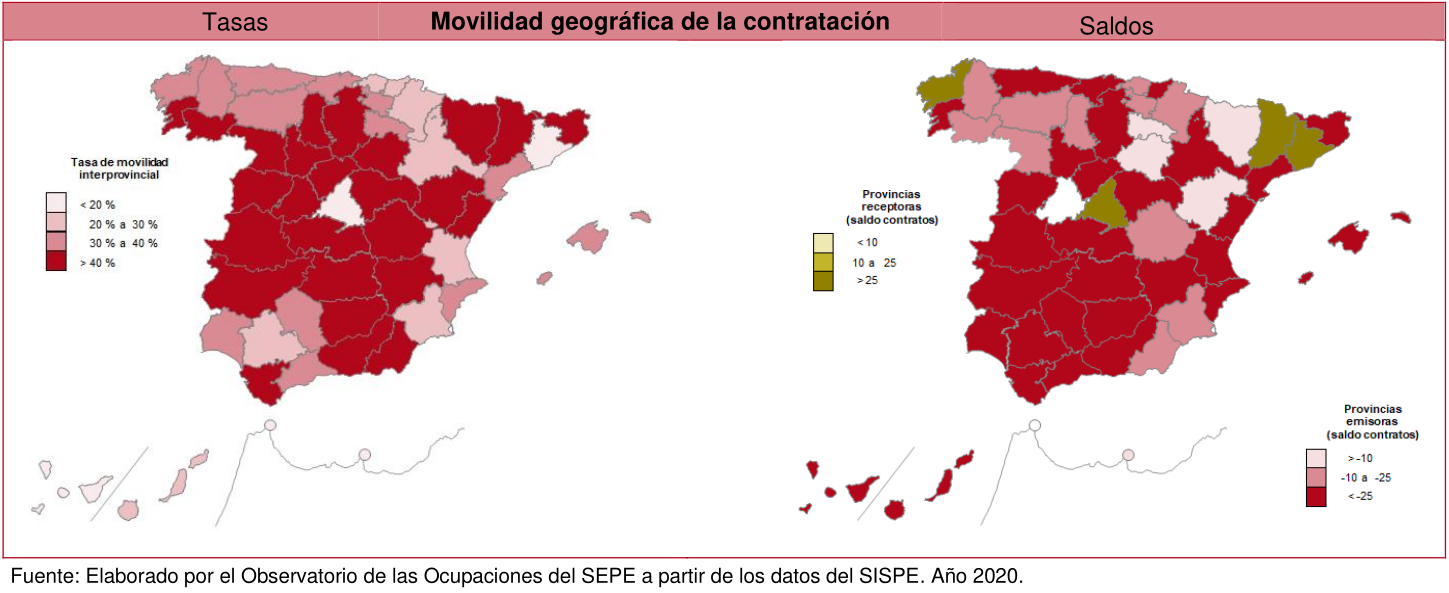 Tasas
Movilidad geográfica de la contratación
Saldos
Tasa de movilidad
interprovincial
< 20 %
20 % a 30 %
30 % a 40 %
> 40 %
Provincias
receptoras
(saldo contratos)
< 10
10 a 25
> 25
Provincias
emisoras
(saldo contratos)
> -10
-10 a -25
< -25
Fuente: Elaborado por el Observatorio de las Ocupaciones del SEPE a partir de los datos del SISPE. Año 2020.